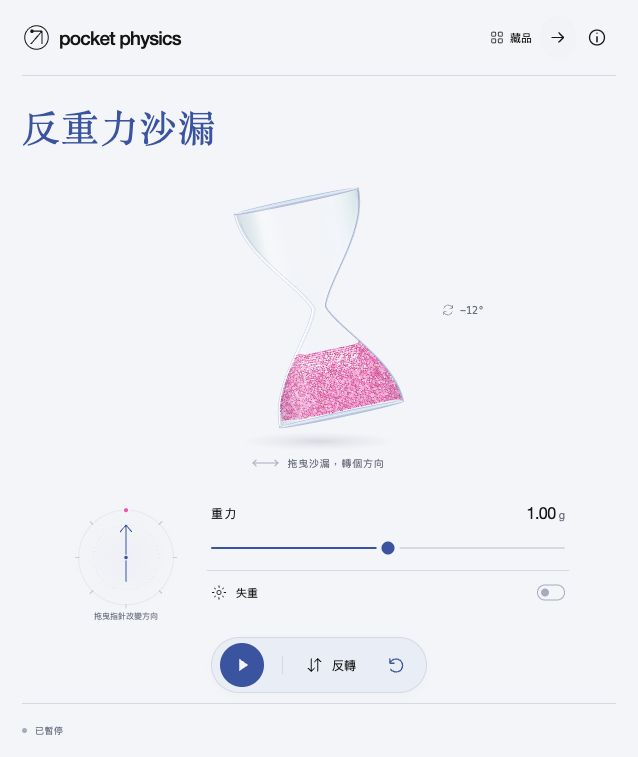 pocket physics
藏品
反重力沙漏
−12°
拖曳沙漏，轉個方向
重力
1.00 g
拖曳指針改變方向
失重
反轉
已暫停